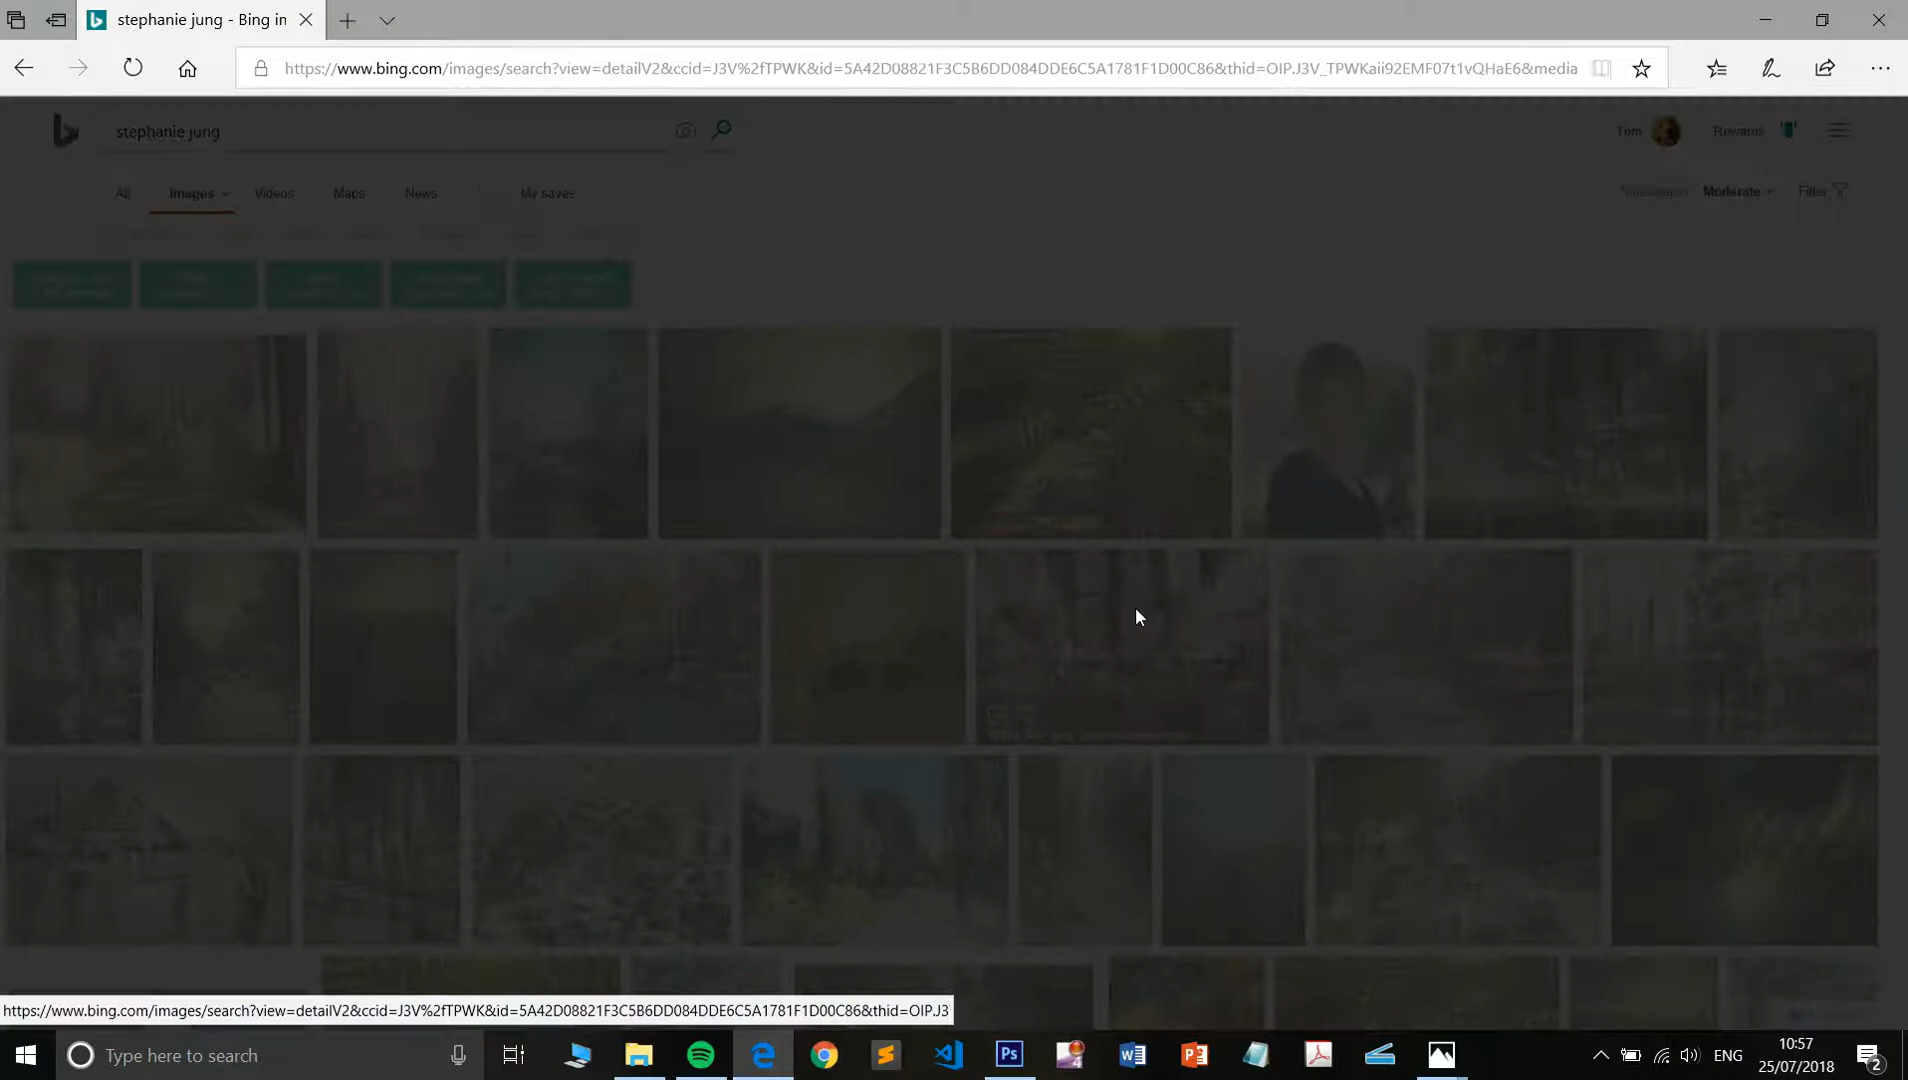 stephanie jung - Bing in
https://www.bing.com/images/search?view=detailV2&ccid=J3V%2fTPWK&id=5A42D08821F3C5B6DD084DDE6C5A1781F1D00C86&thid=OIP.J3V_TPWKaii92EMF07t1vQHaE6&media
stephanie jung
Tom Rewards
All Images Videos Maps News My saves
Moderate Filter
https://www.bing.com/images/search?view=detailV2&ccid=J3V%2fTPWK&id=5A42D08821F3C5B6DD084DDE6C5A1781F1D00C86&thid=OIP.J3
Type here to search
ENG
10:57
25/07/2018
2